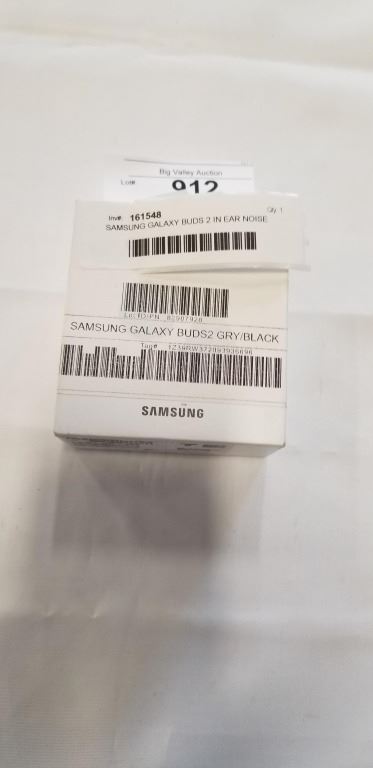 Big Valley Auction
Lot#: 912
Inv#: 161548 Qty: 1
SAMSUNG GALAXY BUDS 2 IN EAR NOISE
SAMSUNG GALAXY BUDS2 GRY/BLACK
Tag#
SAMSUNG